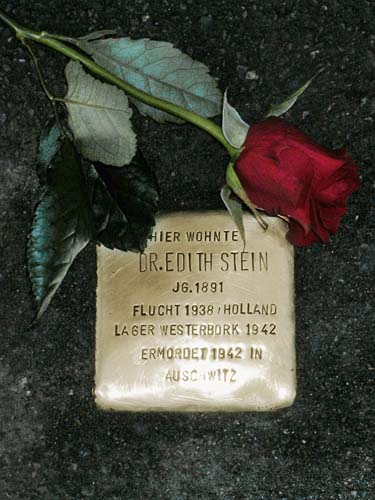 HIER WOHNTE
DR. EDITH STEIN
JG. 1891
FLUCHT 1938/HOLLAND
LAGER WESTERBORK 1942
ERMORDET 1942 IN
AUSCHWITZ